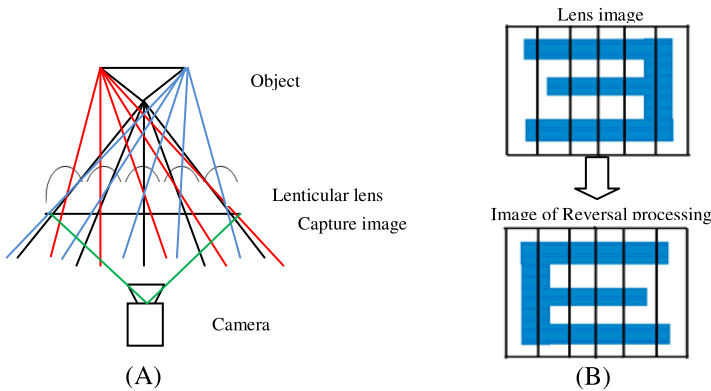 Object
Lenticular lens
Capture image
Camera
(A)
Lens image
Image of Reversal processing
(B)